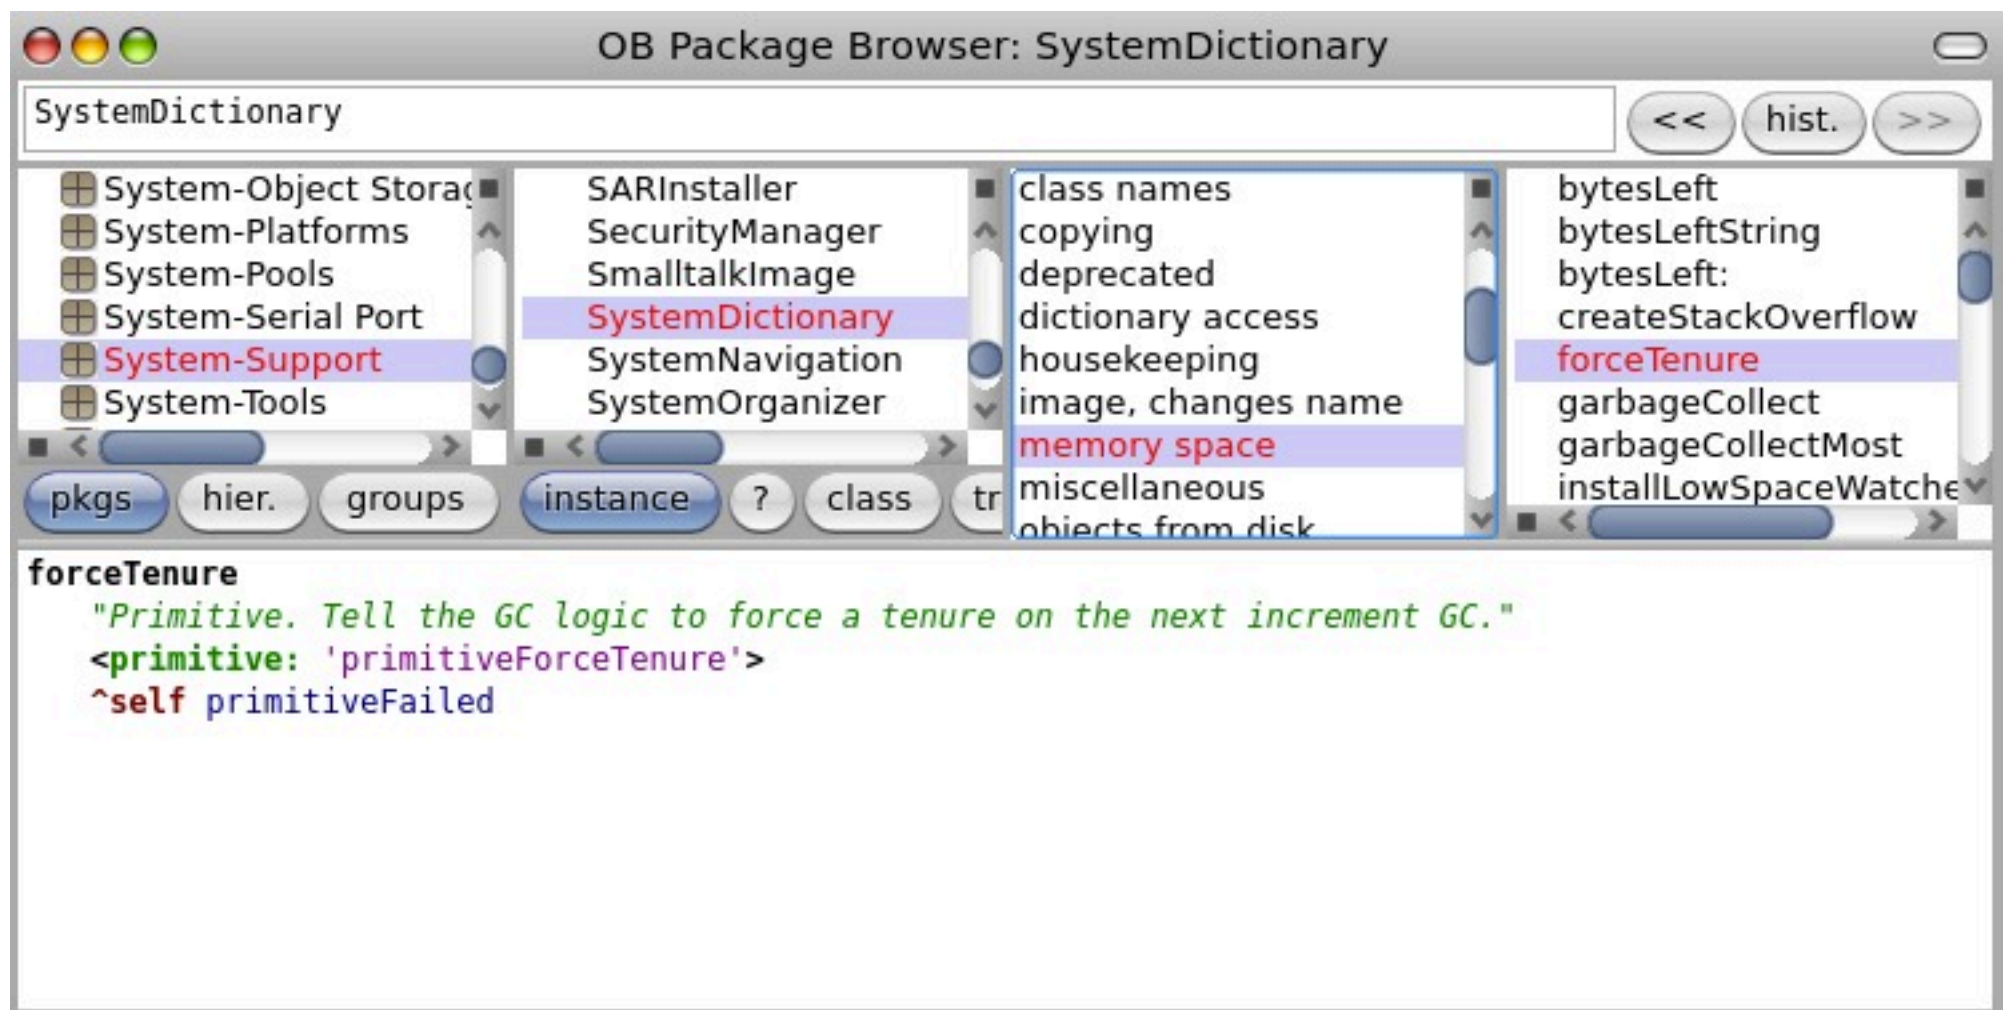 OB Package Browser: SystemDictionary
SystemDictionary
<<
hist.
>>
System-Object Storag
System-Platforms
System-Pools
System-Serial Port
System-Support
System-Tools
pkgs
hier.
groups
SARInstaller
SecurityManager
SmalltalkImage
SystemDictionary
SystemNavigation
SystemOrganizer
instance
?
class
tr
class names
copying
deprecated
dictionary access
housekeeping
image, changes name
memory space
miscellaneous
objects from disk
bytesLeft
bytesLeftString
bytesLeft:
createStackOverflow
forceTenure
garbageCollect
garbageCollectMost
installLowSpaceWatche
forceTenure
"Primitive. Tell the GC logic to force a tenure on the next increment GC."
<primitive: 'primitiveForceTenure'>
^self primitiveFailed